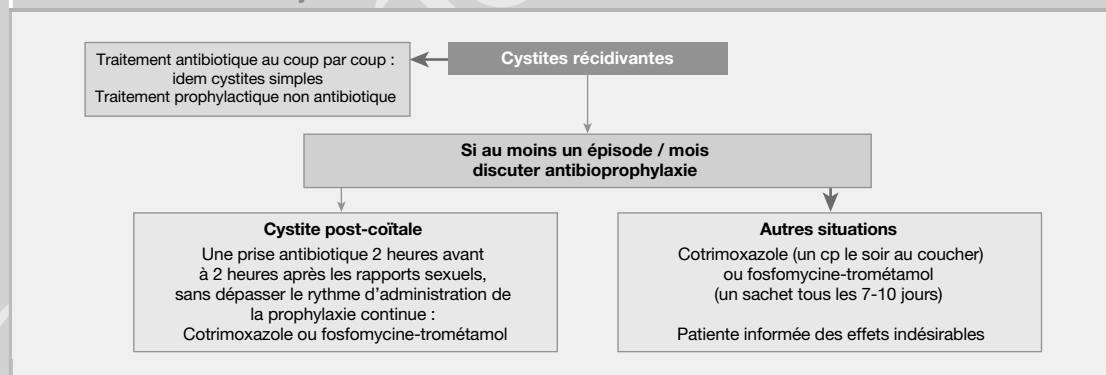 Cystites récidivantes
Traitement antibiotique au coup par coup :
idem cystites simples
Traitement prophylactique non antibiotique
Si au moins un épisode / mois
discuter antibioprophylaxie
Cystite post-coïtale
Une prise antibiotique 2 heures avant
à 2 heures après les rapports sexuels,
sans dépasser le rythme d’administration de
la prophylaxie continue :
Cotrimoxazole ou fosfomycine-trométamol
Autres situations
Cotrimoxazole (un cp le soir au coucher)
ou fosfomycine-trométamol
(un sachet tous les 7-10 jours)
Patiente informée des effets indésirables